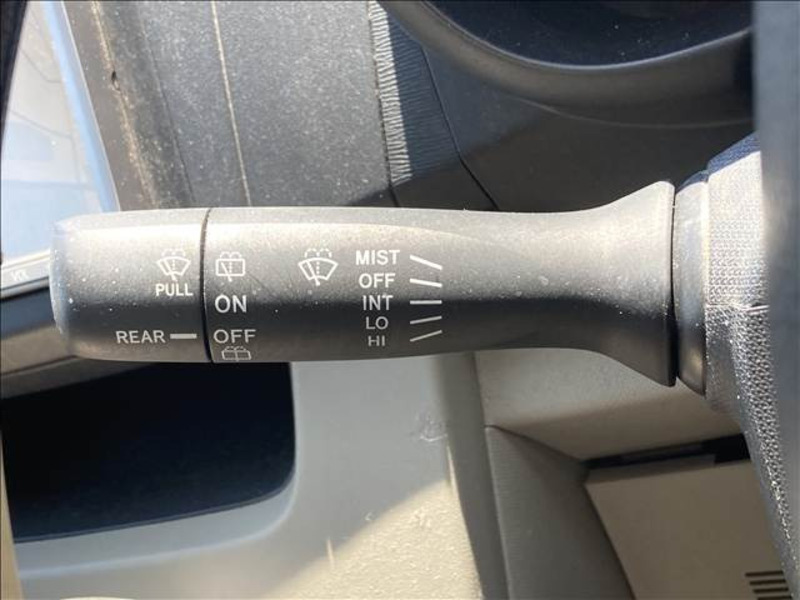 PULL
REAR
ON
OFF
MIST
OFF
INT
LO
HI